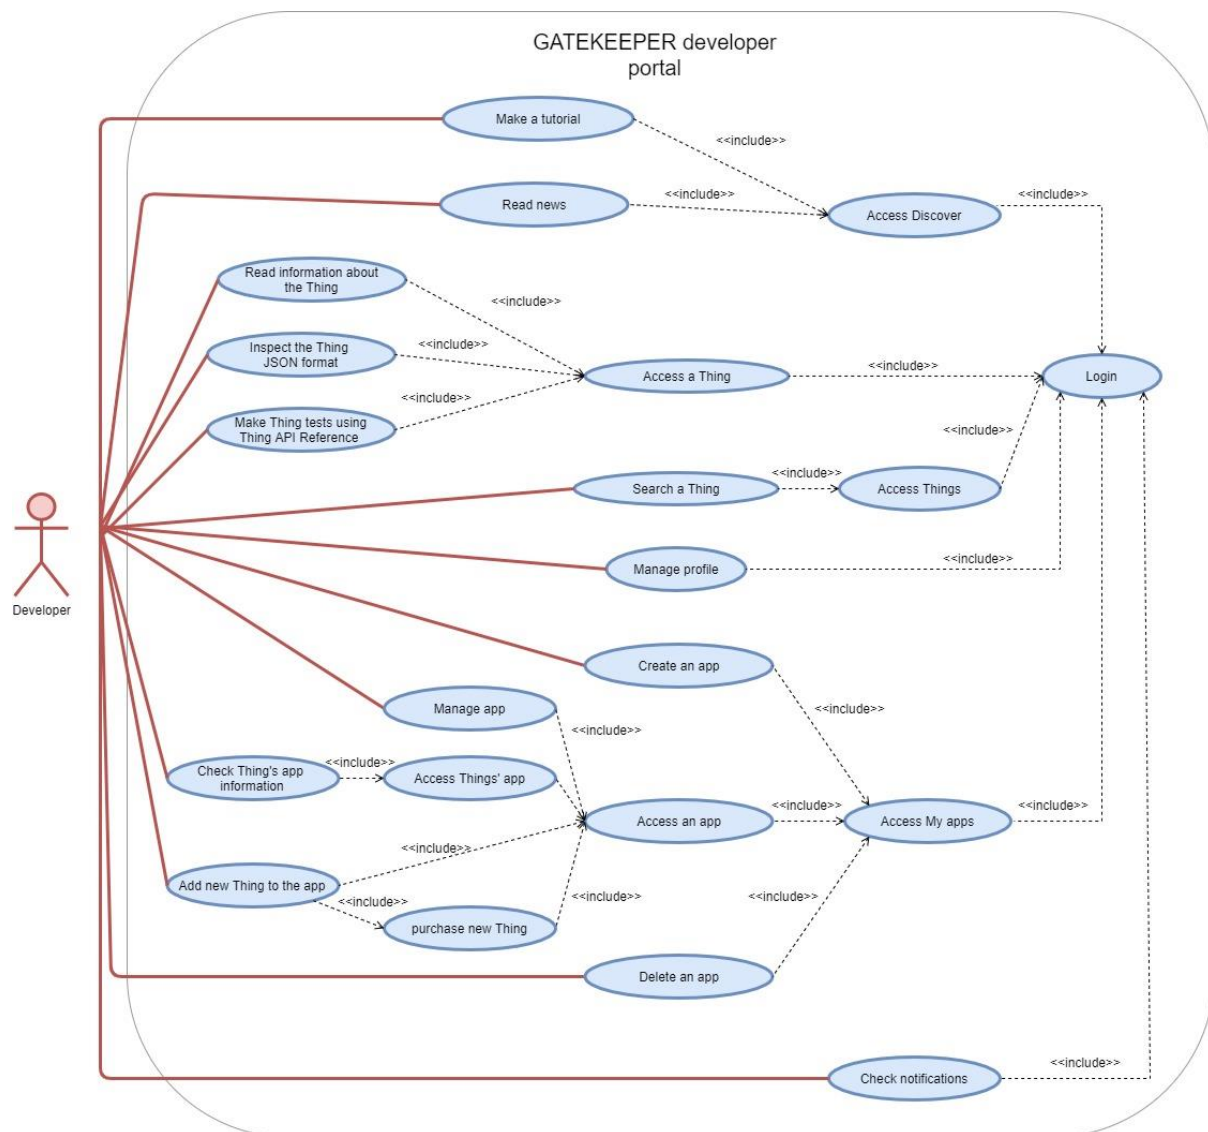 GATEKEEPER developer
portal
Make a tutorial
<<include>>
Read news
<<include>>
Access Discover
<<include>>
Read information about
the Thing
<<include>>
Inspect the Thing
JSON format
<<include>>
Access a Thing
<<include>>
Login
Make Thing tests using
Thing API Reference
<<include>>
<<include>>
Search a Thing
<<include>>
Access Things
Developer
Manage profile
<<include>>
Create an app
<<include>>
Manage app
<<include>>
Check Thing's app
information
<<include>>
Access Things' app
Access an app
<<include>>
Access My apps
<<include>>
<<include>>
Add new Thing to the app
<<include>>
purchase new Thing
<<include>>
<<include>>
Delete an app
Check notifications
<<include>>